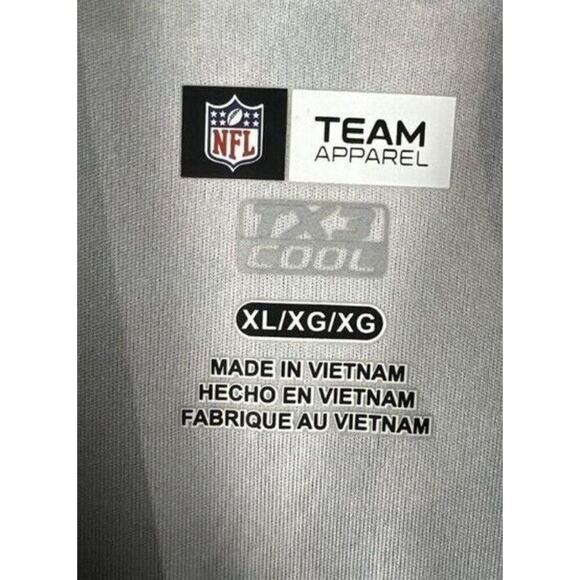 NFL
TEAM
APPAREL
TX3
COOL
XL/XG/XG
MADE IN VIETNAM
HECHO EN VIETNAM
FABRIQUE AU VIETNAM